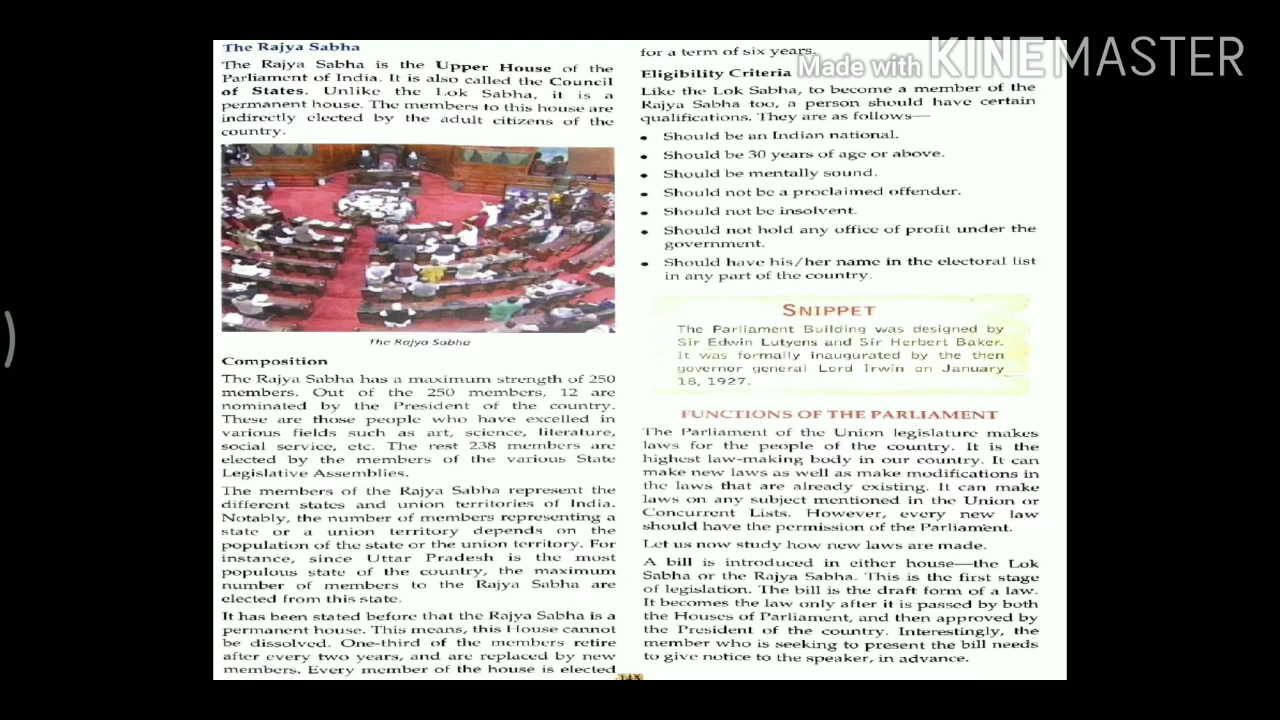 The Rajya Sabha
The Rajya Sabha is the Upper House of the
Parliament of India. It is also called the Council
of States. Unlike the Lok Sabha, it is a
permanent house. The members to this house are
indirectly elected by the adult citizens of the
country.
The Rajya Sabha
Composition
The Rajya Sabha has a maximum strength of 250
members. Out of the 250 members, 12 are
nominated by the President of the country.
These are those people who have excelled in
various fields such as art, science, literature,
social service, etc. The rest 238 members are
elected by the members of the various State
Legislative Assemblies.
The members of the Rajya Sabha represent the
different states and union territories of India.
Notably, the number of members representing a
state or a union territory depends on the
population of the state or the union territory. For
instance, since Uttar Pradesh is the most
populous state of the country, the maximum
number of members to the Rajya Sabha are
elected from this state.
It has been stated before that the Rajya Sabha is a
permanent house. This means, this House cannot
be dissolved. One-third of the members retire
after every two years, and are replaced by new
members. Every member of the house is elected
for a term of six years.
Made with KINEMASTER
Eligibility Criteria
Like the Lok Sabha, to become a member of the
Rajya Sabha too, a person should have certain
qualifications. They are as follows—
• Should be an Indian national.
• Should be 30 years of age or above.
• Should be mentally sound.
• Should not be a proclaimed offender.
• Should not be insolvent.
• Should not hold any office of profit under the
government.
• Should have his/her name in the electoral list
in any part of the country.
SNIPPET
The Parliament Building was designed by
Sir Edwin Lutyens and Sir Herbert Baker.
It was formally inaugurated by the then
governor general Lord Irwin on January
18, 1927.
FUNCTIONS OF THE PARLIAMENT
The Parliament of the Union legislature makes
laws for the people of the country. It is the
highest law-making body in our country. It can
make new laws as well as make modifications in
the laws that are already existing. It can make
laws on any subject mentioned in the Union or
Concurrent Lists. However, every new law
should have the permission of the Parliament.
Let us now study how new laws are made.
A bill is introduced in either house—the Lok
Sabha or the Rajya Sabha. This is the first stage
of legislation. The bill is the draft form of a law.
It becomes the law only after it is passed by both
the Houses of Parliament, and then approved by
the President of the country. Interestingly, the
member who is seeking to present the bill needs
to give notice to the speaker, in advance.